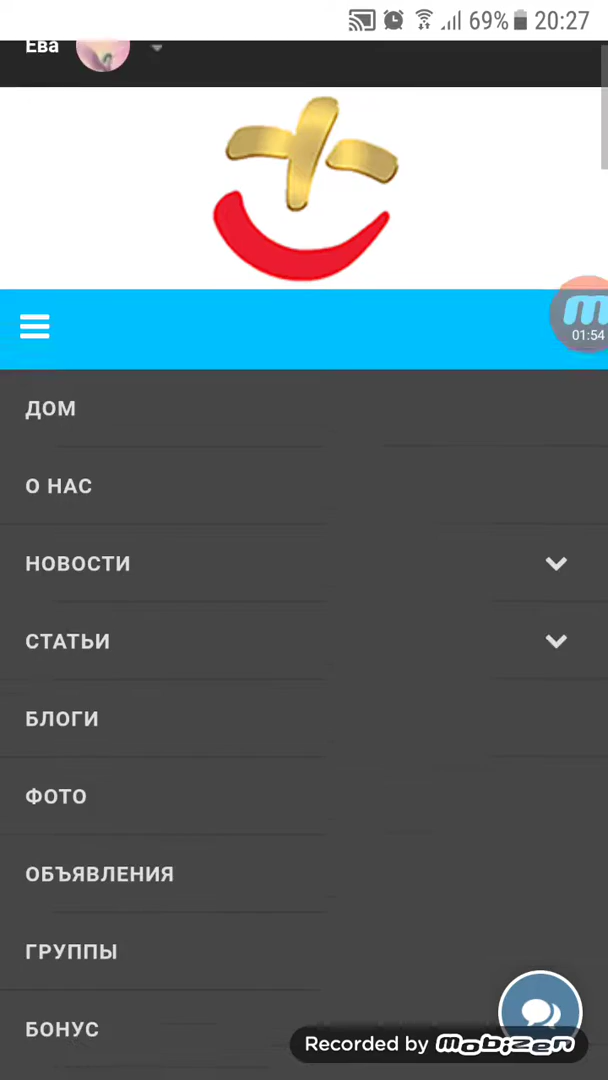 69% 20:27
Ева
01:54
ДОМ
О НАС
НОВОСТИ
СТАТЬИ
БЛОГИ
ФОТО
ОБЪЯВЛЕНИЯ
ГРУППЫ
БОНУС
Recorded by mobizen